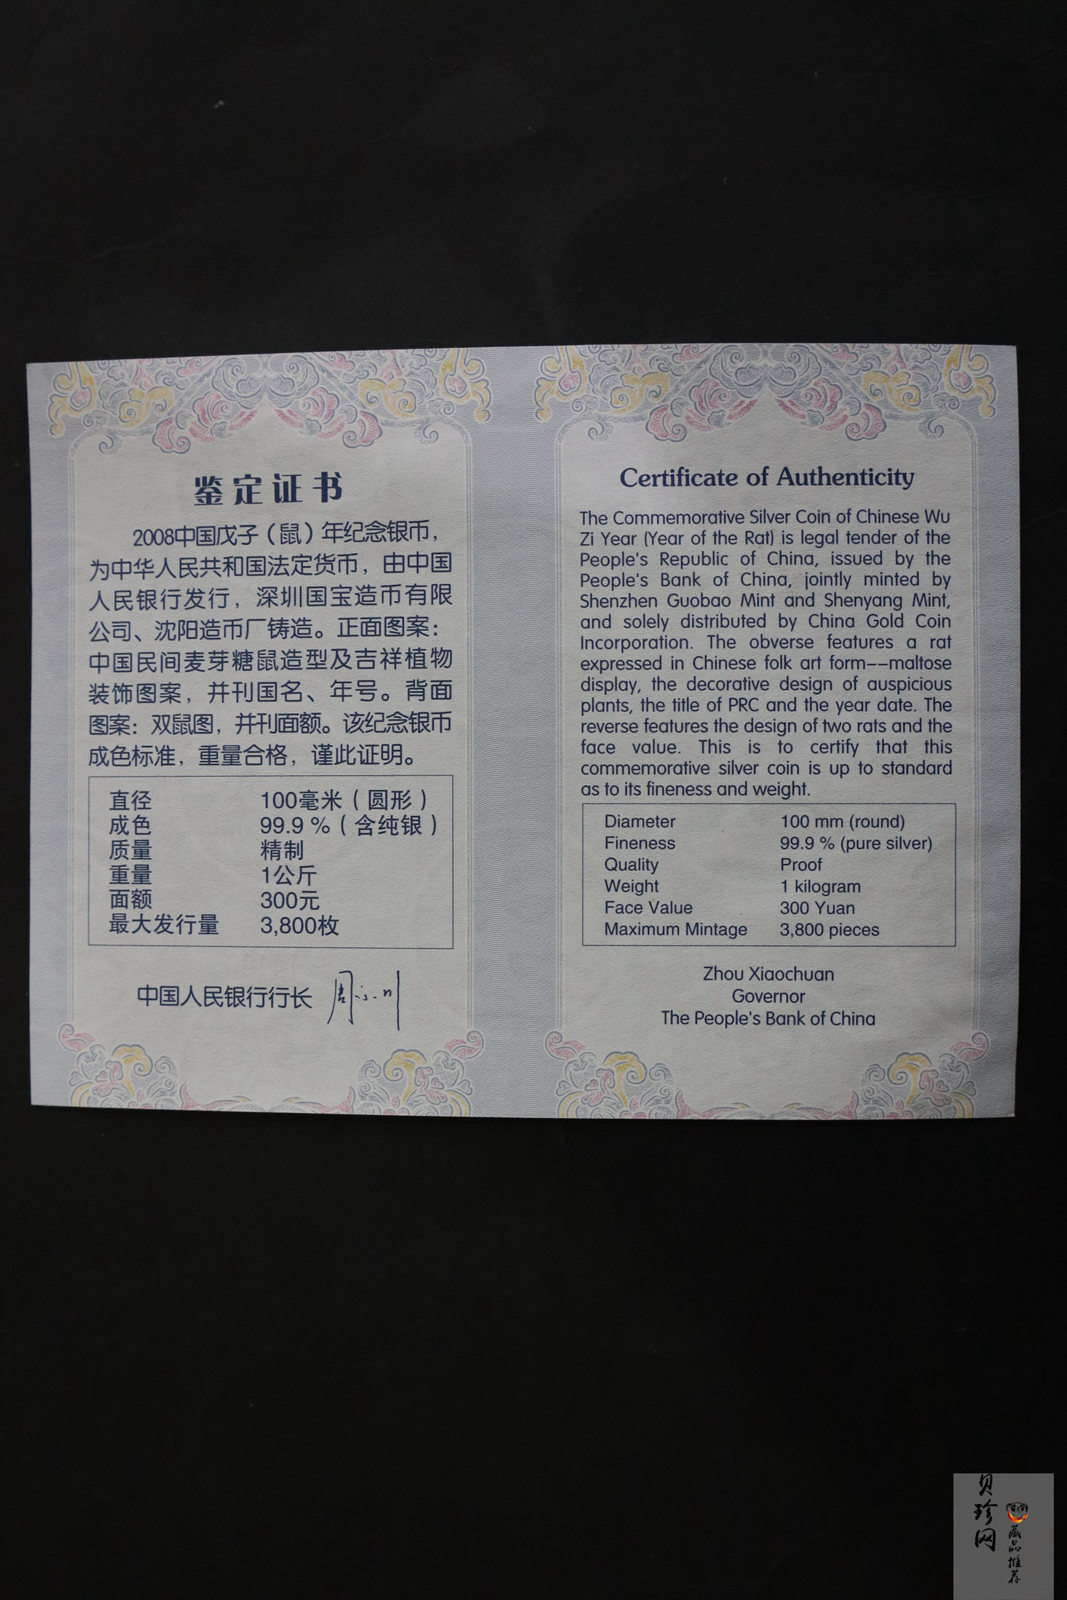 鉴定证书
2008中国戊子（鼠）年纪念银币，
为中华人民共和国法定货币，由中国
人民银行发行，深圳国宝造币有限
公司、沈阳造币厂铸造。正面图案：
中国民间麦芽糖鼠造型及吉祥植物
装饰图案，并刊国名、年号。背面
图案：双鼠图，并刊面额。该纪念银币
成色标准，重量合格，谨此证明。
直径 100毫米（圆形）
成色 99.9 %（含纯银）
质量 精制
重量 1公斤
面额 300元
最大发行量 3,800枚
中国人民银行行长 周小川
Certificate of Authenticity
The Commemorative Silver Coin of Chinese Wu
Zi Year (Year of the Rat) is legal tender of the
People's Republic of China, issued by the
People's Bank of China, jointly minted by
Shenzhen Guobao Mint and Shenyang Mint,
and solely distributed by China Gold Coin
Incorporation. The obverse features a rat
expressed in Chinese folk art form--maltose
display, the decorative design of auspicious
plants, the title of PRC and the year date. The
reverse features the design of two rats and the
face value. This is to certify that this
commemorative silver coin is up to standard
as to its fineness and weight.
Diameter 100 mm (round)
Fineness 99.9 % (pure silver)
Quality Proof
Weight 1 kilogram
Face Value 300 Yuan
Maximum Mintage 3,800 pieces
Zhou Xiaochuan
Governor
The People's Bank of China
贝珍网
藏品推荐